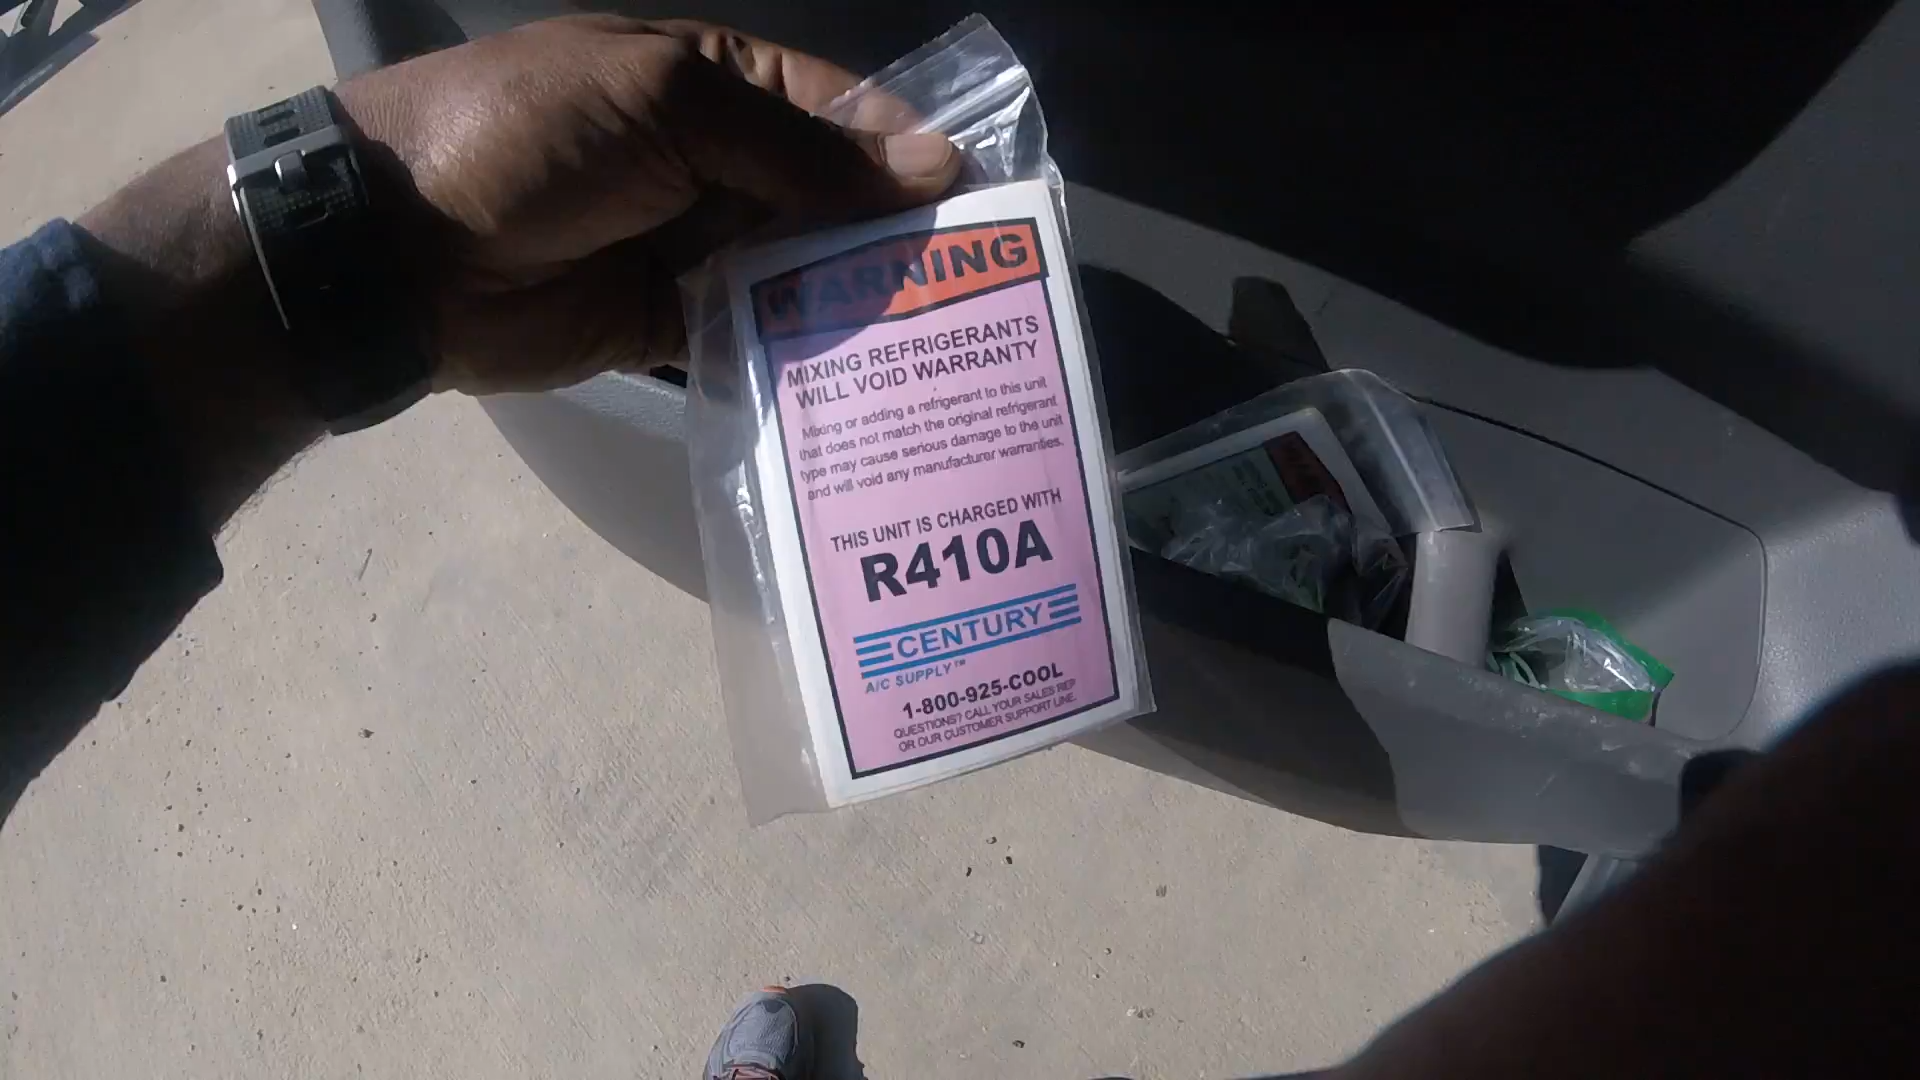 WARNING
MIXING REFRIGERANTS
WILL VOID WARRANTY
Mixing or adding a refrigerant to this unit
that does not match the original refrigerant
type may cause serious damage to the unit
and will void any manufacturer warranties.
THIS UNIT IS CHARGED WITH
R410A
CENTURY
A/C SUPPLY™
1-800-925-COOL
QUESTIONS? CALL YOUR SALES REP
OR OUR CUSTOMER SUPPORT LINE.